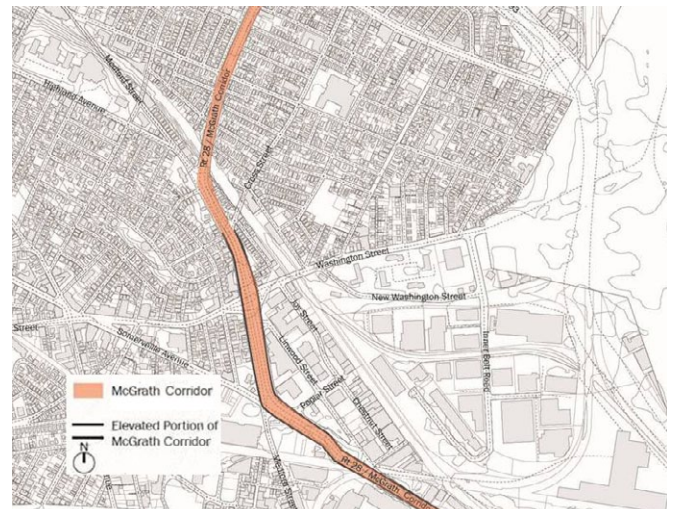 93
Medford Street
Highland Avenue
Rt 28 / McGrath Corridor
Cross Street
Washington Street
New Washington Street
Joy Street
Inner Belt Road
Street
Somerville Avenue
Linwood Street
Poplar Street
Chestnut Street
McGrath Corridor
Elevated Portion of
McGrath Corridor
N
Rt 28 / McGrath Corridor